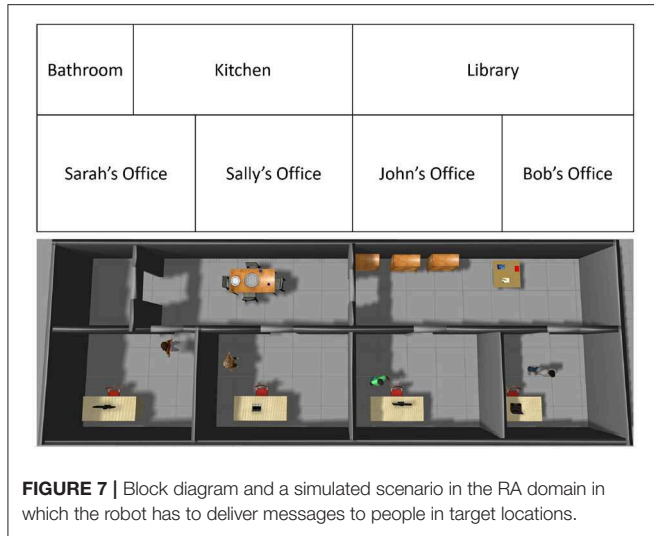 Bathroom Kitchen Library
Sarah's Office Sally's Office John's Office Bob's Office
FIGURE 7 | Block diagram and a simulated scenario in the RA domain in
which the robot has to deliver messages to people in target locations.